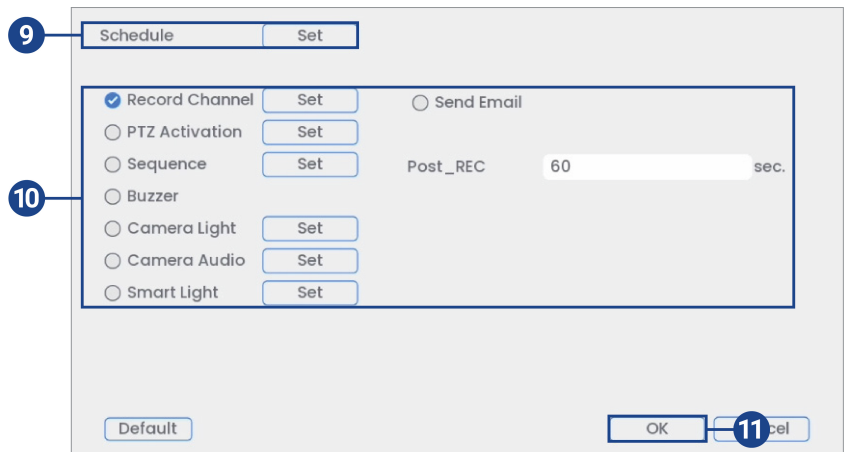 9 Schedule Set
Record Channel Set Send Email
PTZ Activation Set
Sequence Set Post_REC 60 sec.
10 Buzzer
Camera Light Set
Camera Audio Set
Smart Light Set
Default OK 11 cel